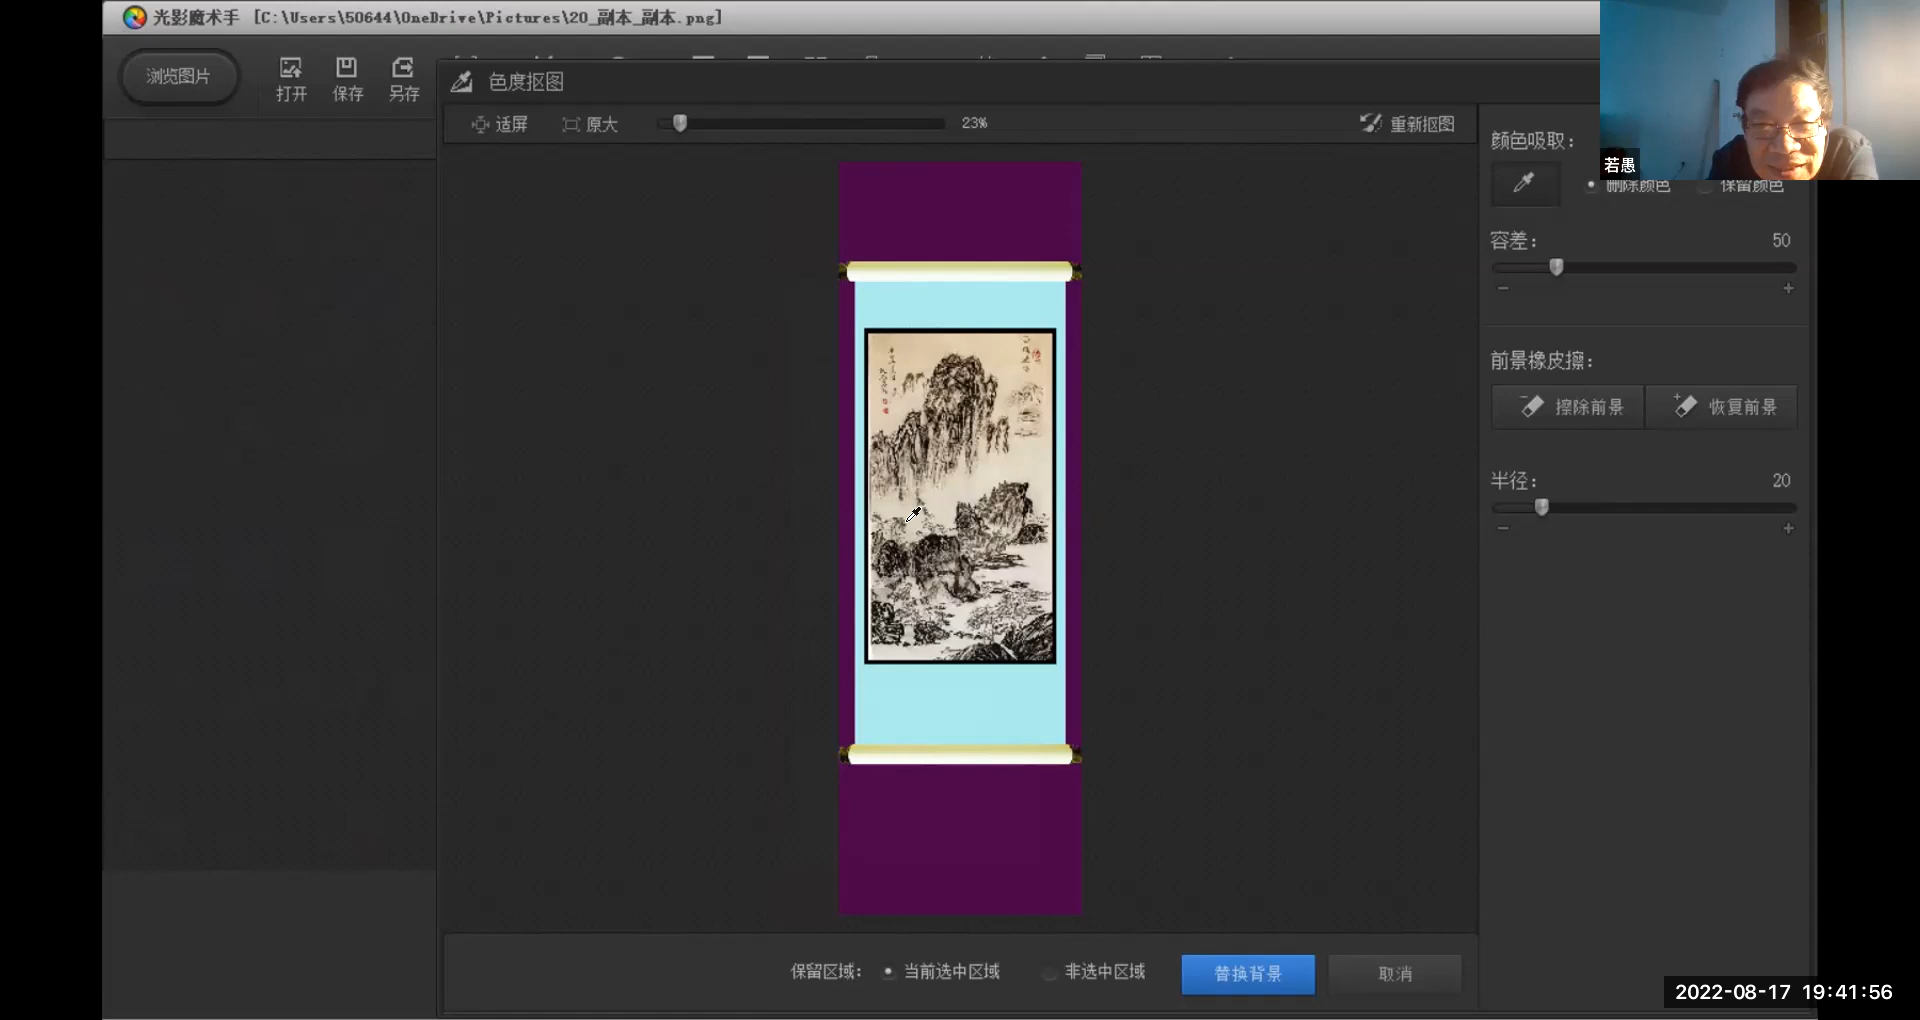 光影魔术手 [C:\Users\50644\OneDrive\Pictures\20_副本_副本.png]
浏览图片
打开
保存
另存
色度抠图
适屏
原大
23%
重新抠图
颜色吸取:
若愚
删除颜色
保留颜色
容差:
50
前景橡皮擦:
擦除前景
恢复前景
半径:
20
保留区域:
当前选中区域
非选中区域
替换背景
取消
2022-08-17 19:41:56